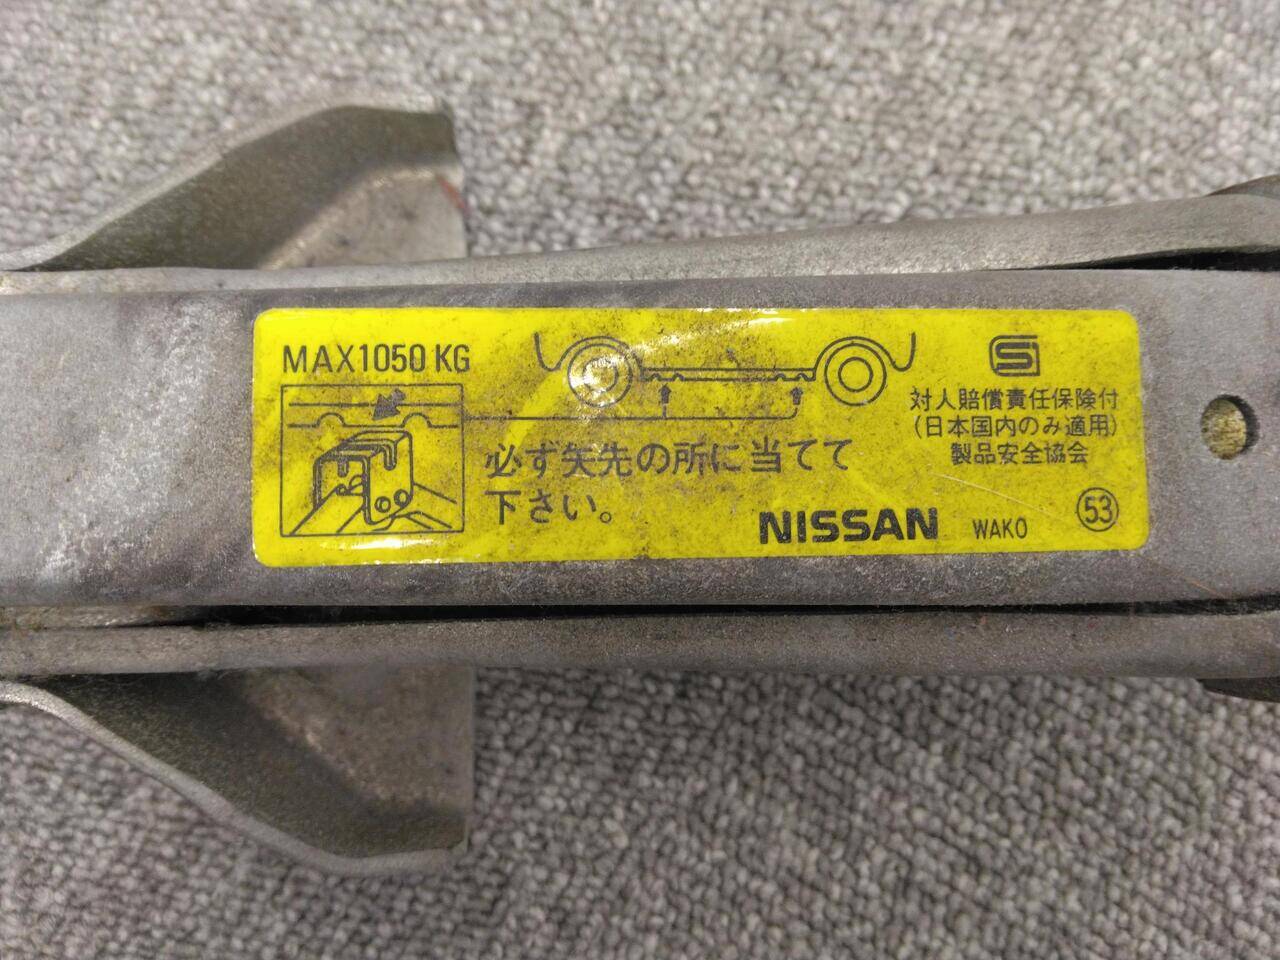 MAX1050 KG
必ず矢先の所に当てて
下さい。
S
対人賠償責任保険付
(日本国内のみ適用)
製品安全協会
NISSAN WAKO 53